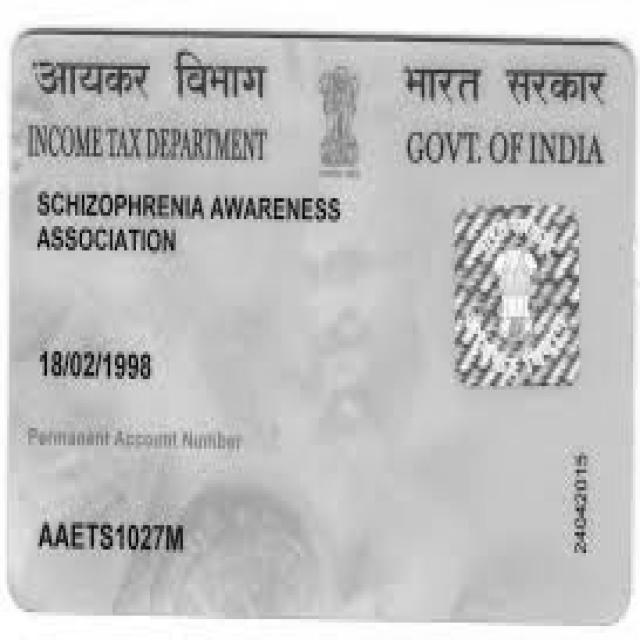 आयकर विभाग
भारत सरकार
INCOME TAX DEPARTMENT
GOVT. OF INDIA
SCHIZOPHRENIA AWARENESS
ASSOCIATION
18/02/1998
Permanent Account Number
AAETS1027M
24042015